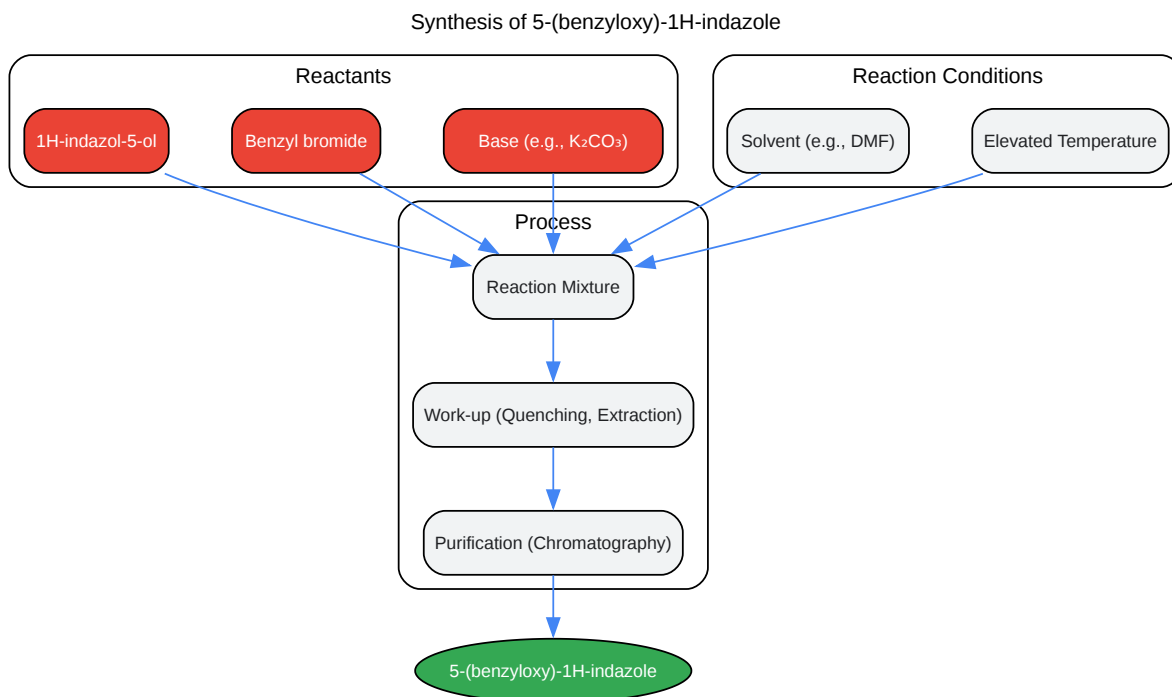 Synthesis of 5-(benzyloxy)-1H-indazole
Reactants
Reaction Conditions
1H-indazol-5-ol
Benzyl bromide
Base (e.g., K₂CO₃)
Solvent (e.g., DMF)
Elevated Temperature
Process
Reaction Mixture
Work-up (Quenching, Extraction)
Purification (Chromatography)
5-(benzyloxy)-1H-indazole